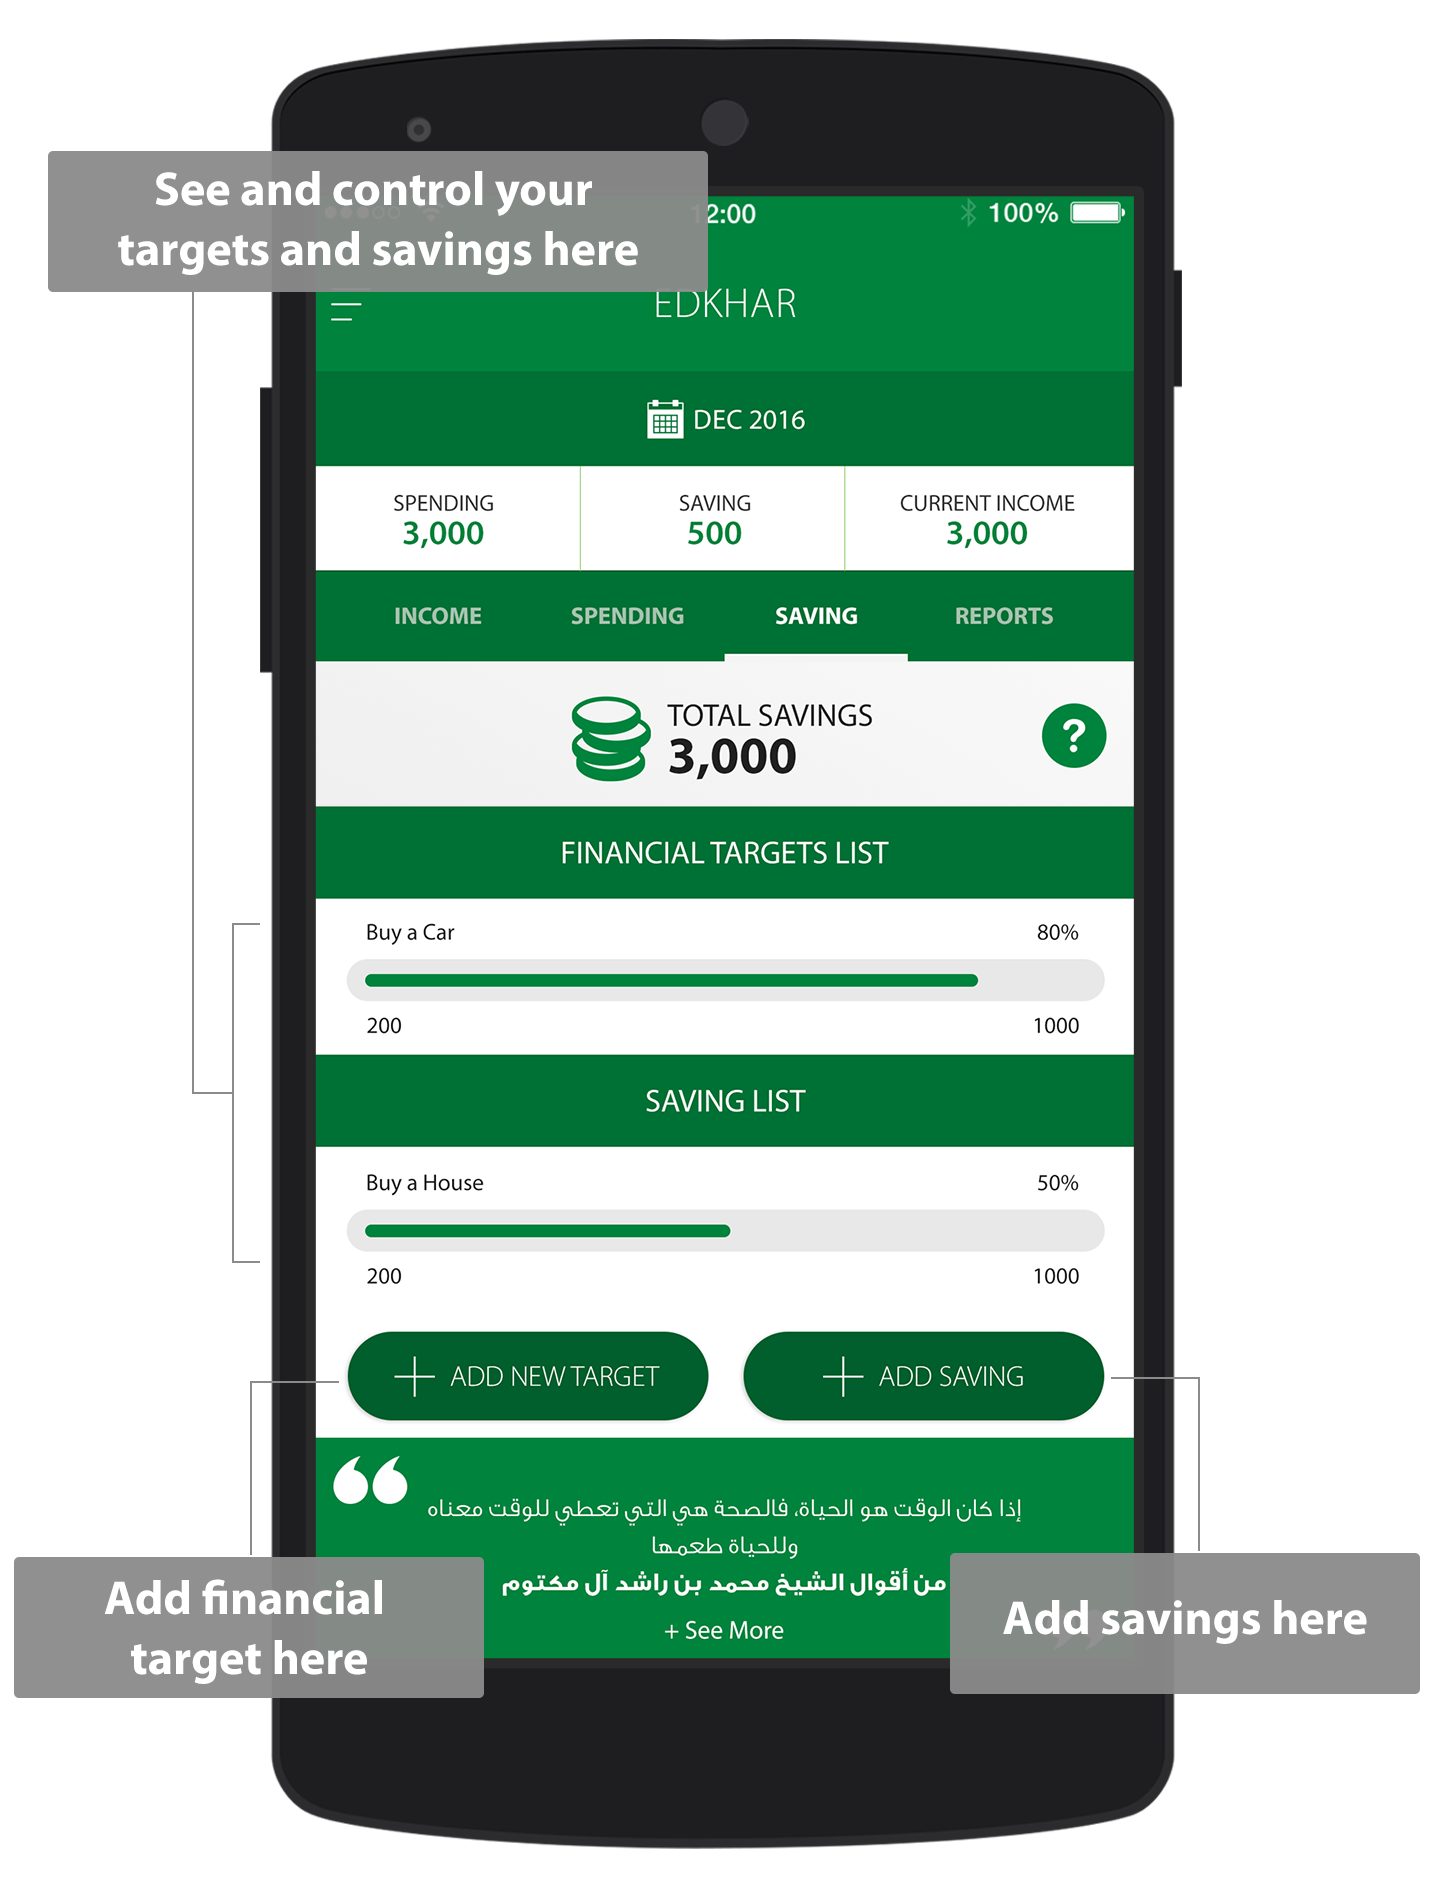 See and control your
targets and savings here
12:00
100%
EDKHAR
DEC 2016
SPENDING
3,000
SAVING
500
CURRENT INCOME
3,000
INCOME
SPENDING
SAVING
REPORTS
TOTAL SAVINGS
3,000
?
FINANCIAL TARGETS LIST
Buy a Car
80%
200
1000
SAVING LIST
Buy a House
50%
200
1000
ADD NEW TARGET
ADD SAVING
إذا كان الوقت هو الحياة، فالصحة هي التي تعطي للوقت معناه
وللحياة طعمها
من أقوال الشيخ محمد بن راشد آل مكتوم
+ See More
Add financial
target here
Add savings here